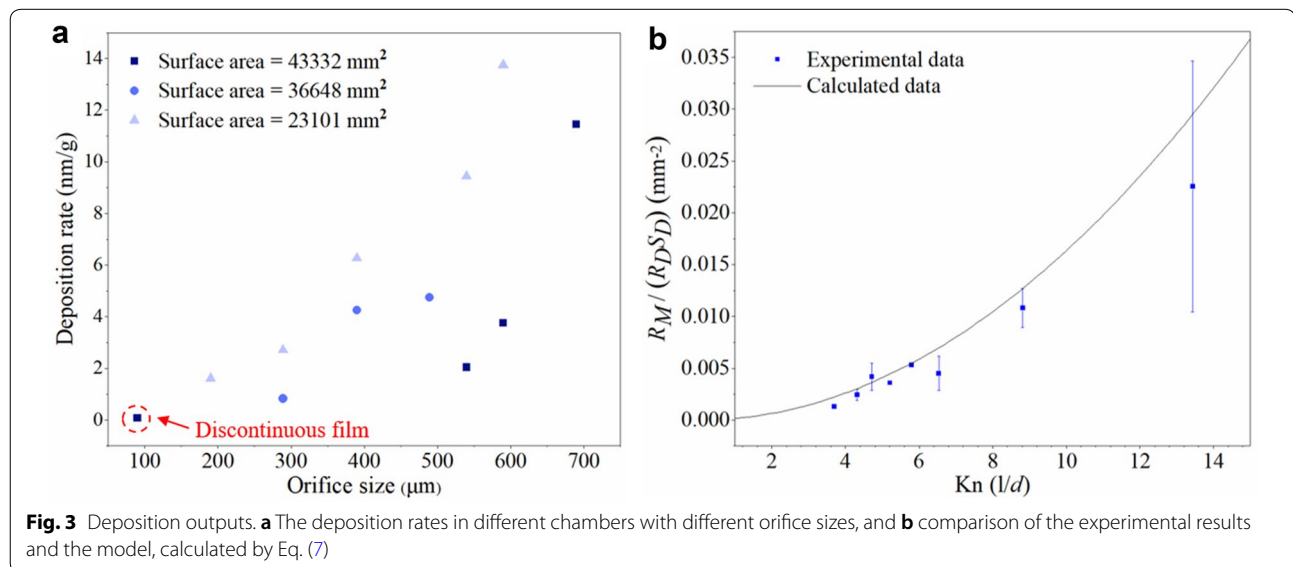 a
Surface area = 43332 mm²
Surface area = 36648 mm²
Surface area = 23101 mm²
Deposition rate (nm/g)
14
12
10
8
6
4
2
0
Discontinuous film
100 200 300 400 500 600 700
Orifice size (μm)
b
Experimental data
Calculated data
R_M / (R_D S_D) (mm⁻²)
0.035
0.030
0.025
0.020
0.015
0.010
0.005
0.000
2 4 6 8 10 12 14
Kn (l/d)
Fig. 3 Deposition outputs. a The deposition rates in different chambers with different orifice sizes, and b comparison of the experimental results
and the model, calculated by Eq. (7)